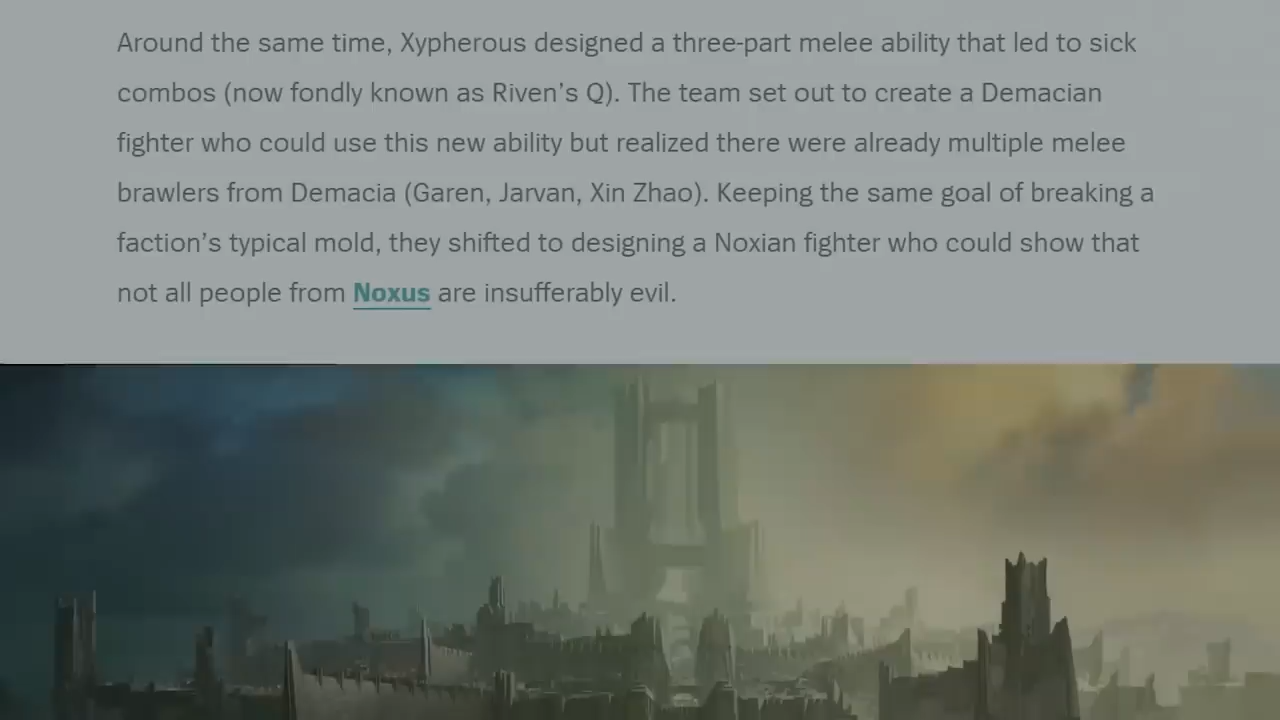 Around the same time, Xypherous designed a three-part melee ability that led to sick
combos (now fondly known as Riven’s Q). The team set out to create a Demacian
fighter who could use this new ability but realized there were already multiple melee
brawlers from Demacia (Garen, Jarvan, Xin Zhao). Keeping the same goal of breaking a
faction’s typical mold, they shifted to designing a Noxian fighter who could show that
not all people from Noxus are insufferably evil.